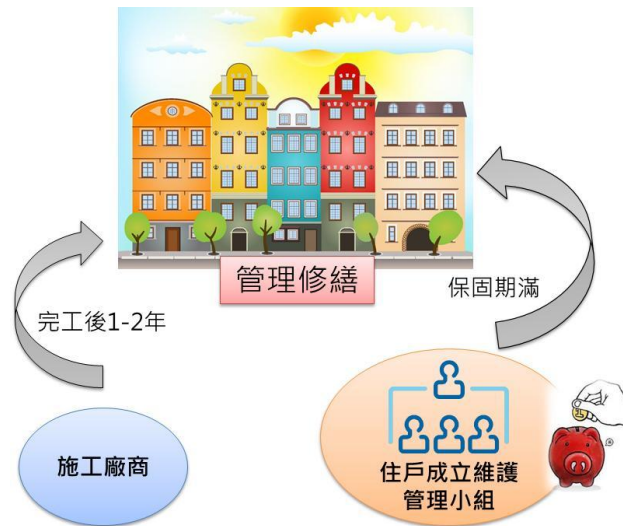 管理修繕
完工後1-2年
保固期滿
施工廠商
住戶成立維護
管理小組